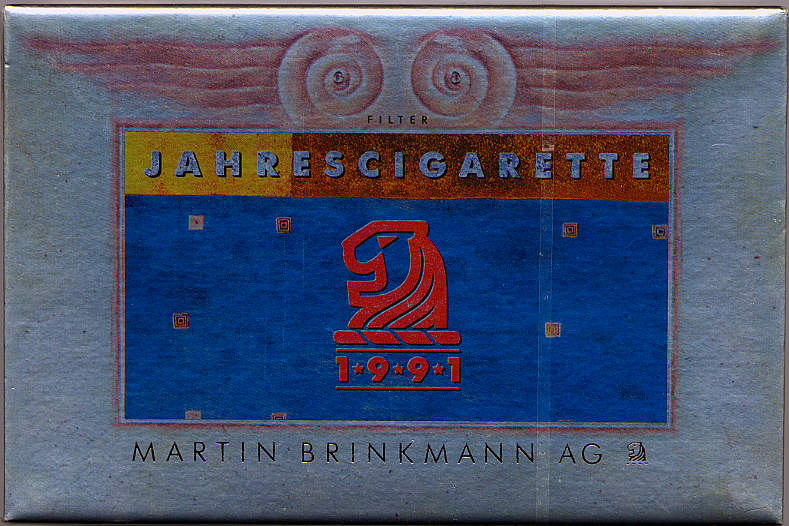 FILTER
JAHRESCIGARETTE
1★9★9★1
MARTIN BRINKMANN AG